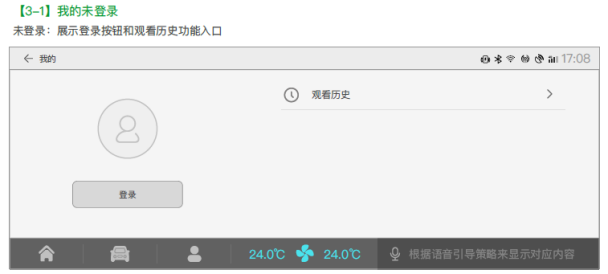 【3-1】我的未登录
未登录：展示登录按钮和观看历史功能入口
我的
17:08
观看历史
登录
24.0℃ 24.0℃ 根据语音引导策略来显示对应内容